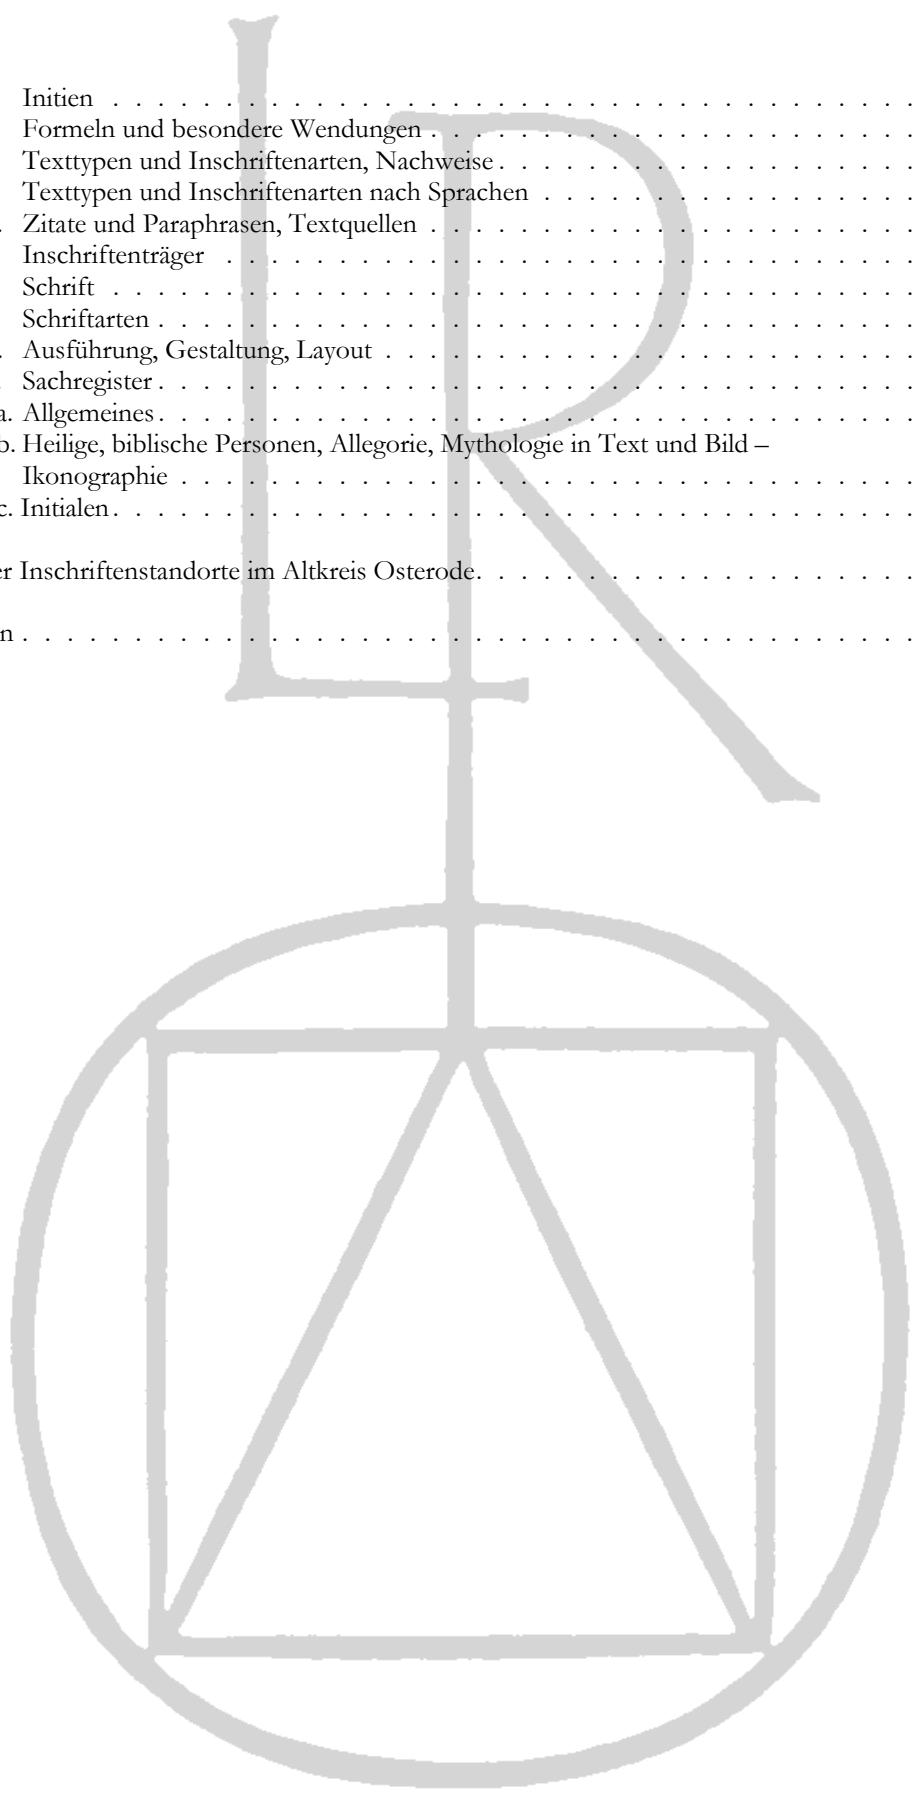 Initien . . . . . . . . . . . . . . . . . . . . . . . . . . .
Formeln und besondere Wendungen . . . . . . . . . . . . . . . .
Texttypen und Inschriftenarten, Nachweise . . . . . . . . . . . . . .
Texttypen und Inschriftenarten nach Sprachen . . . . . . . . . . . . .
. Zitate und Paraphrasen, Textquellen . . . . . . . . . . . . . . . .
Inschriftenträger . . . . . . . . . . . . . . . . . . . . . . .
Schrift . . . . . . . . . . . . . . . . . . . . . . . . . . .
Schriftarten . . . . . . . . . . . . . . . . . . . . . . . . .
. Ausführung, Gestaltung, Layout . . . . . . . . . . . . . . . . . .
. Sachregister . . . . . . . . . . . . . . . . . . . . . . . . .
a. Allgemeines . . . . . . . . . . . . . . . . . . . . . . . . .
b. Heilige, biblische Personen, Allegorie, Mythologie in Text und Bild –
Ikonographie . . . . . . . . . . . . . . . . . . . . . . . .
c. Initialen . . . . . . . . . . . . . . . . . . . . . . . . . . .
er Inschriftenstandorte im Altkreis Osterode . . . . . . . . . . . . . .
n . . . . . . . . . . . . . . . . . . . . . . . . . . . . . .
LR